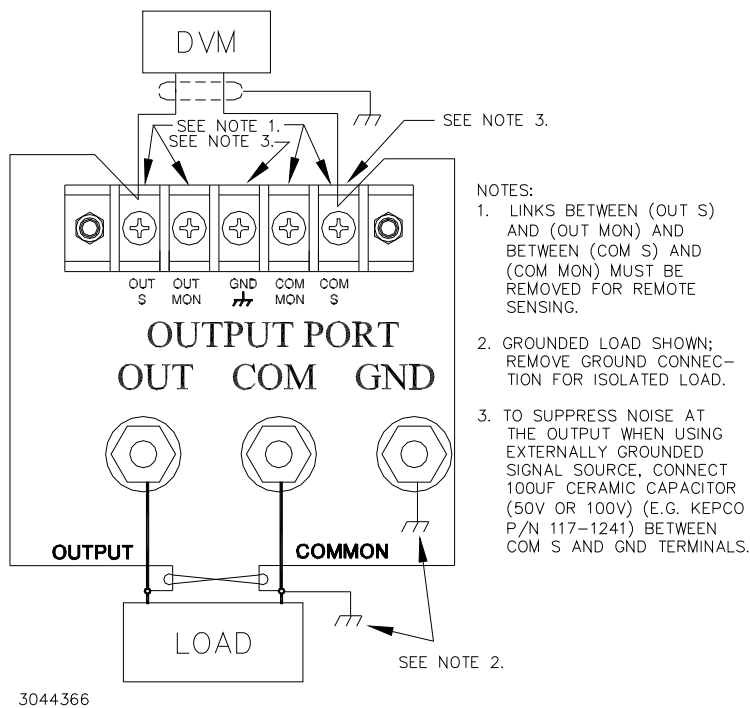 DVM
SEE NOTE 1.
SEE NOTE 3.
SEE NOTE 3.
OUT S
OUT MON
GND
COM MON
COM S
OUTPUT PORT
OUT COM GND
OUTPUT
COMMON
LOAD
SEE NOTE 2.
3044366
NOTES:
1. LINKS BETWEEN (OUT S)
AND (OUT MON) AND
BETWEEN (COM S) AND
(COM MON) MUST BE
REMOVED FOR REMOTE
SENSING.
2. GROUNDED LOAD SHOWN;
REMOVE GROUND CONNEC-
TION FOR ISOLATED LOAD.
3. TO SUPPRESS NOISE AT
THE OUTPUT WHEN USING
EXTERNALLY GROUNDED
SIGNAL SOURCE, CONNECT
100UF CERAMIC CAPACITOR
(50V OR 100V) (E.G. KEPCO
P/N 117-1241) BETWEEN
COM S AND GND TERMINALS.